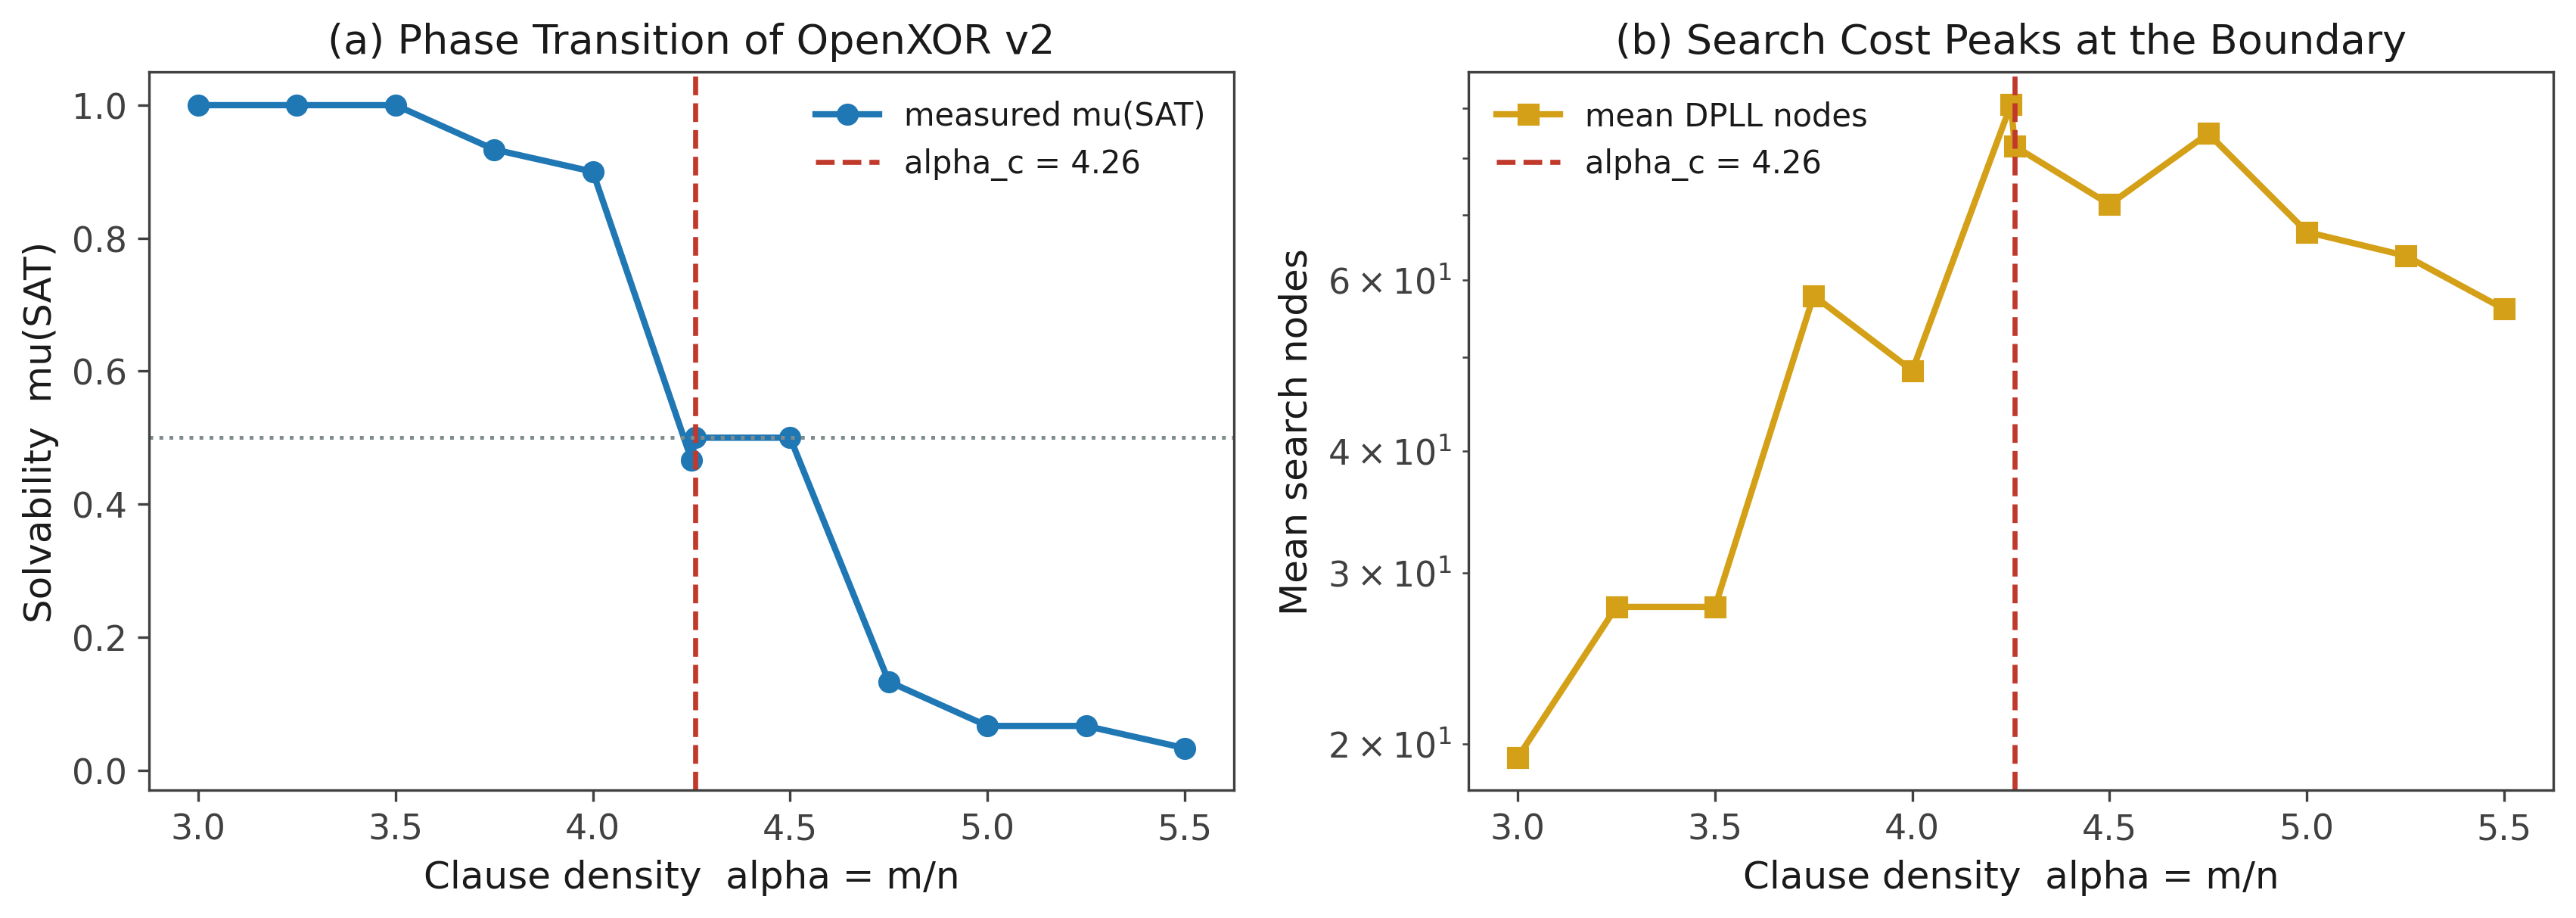 (a) Phase Transition of OpenXOR v2
Solvability mu(SAT)
1.0
0.8
0.6
0.4
0.2
0.0
measured mu(SAT)
alpha_c = 4.26
3.0 3.5 4.0 4.5 5.0 5.5
Clause density alpha = m/n
(b) Search Cost Peaks at the Boundary
Mean search nodes
6 × 10¹
4 × 10¹
3 × 10¹
2 × 10¹
mean DPLL nodes
alpha_c = 4.26
3.0 3.5 4.0 4.5 5.0 5.5
Clause density alpha = m/n